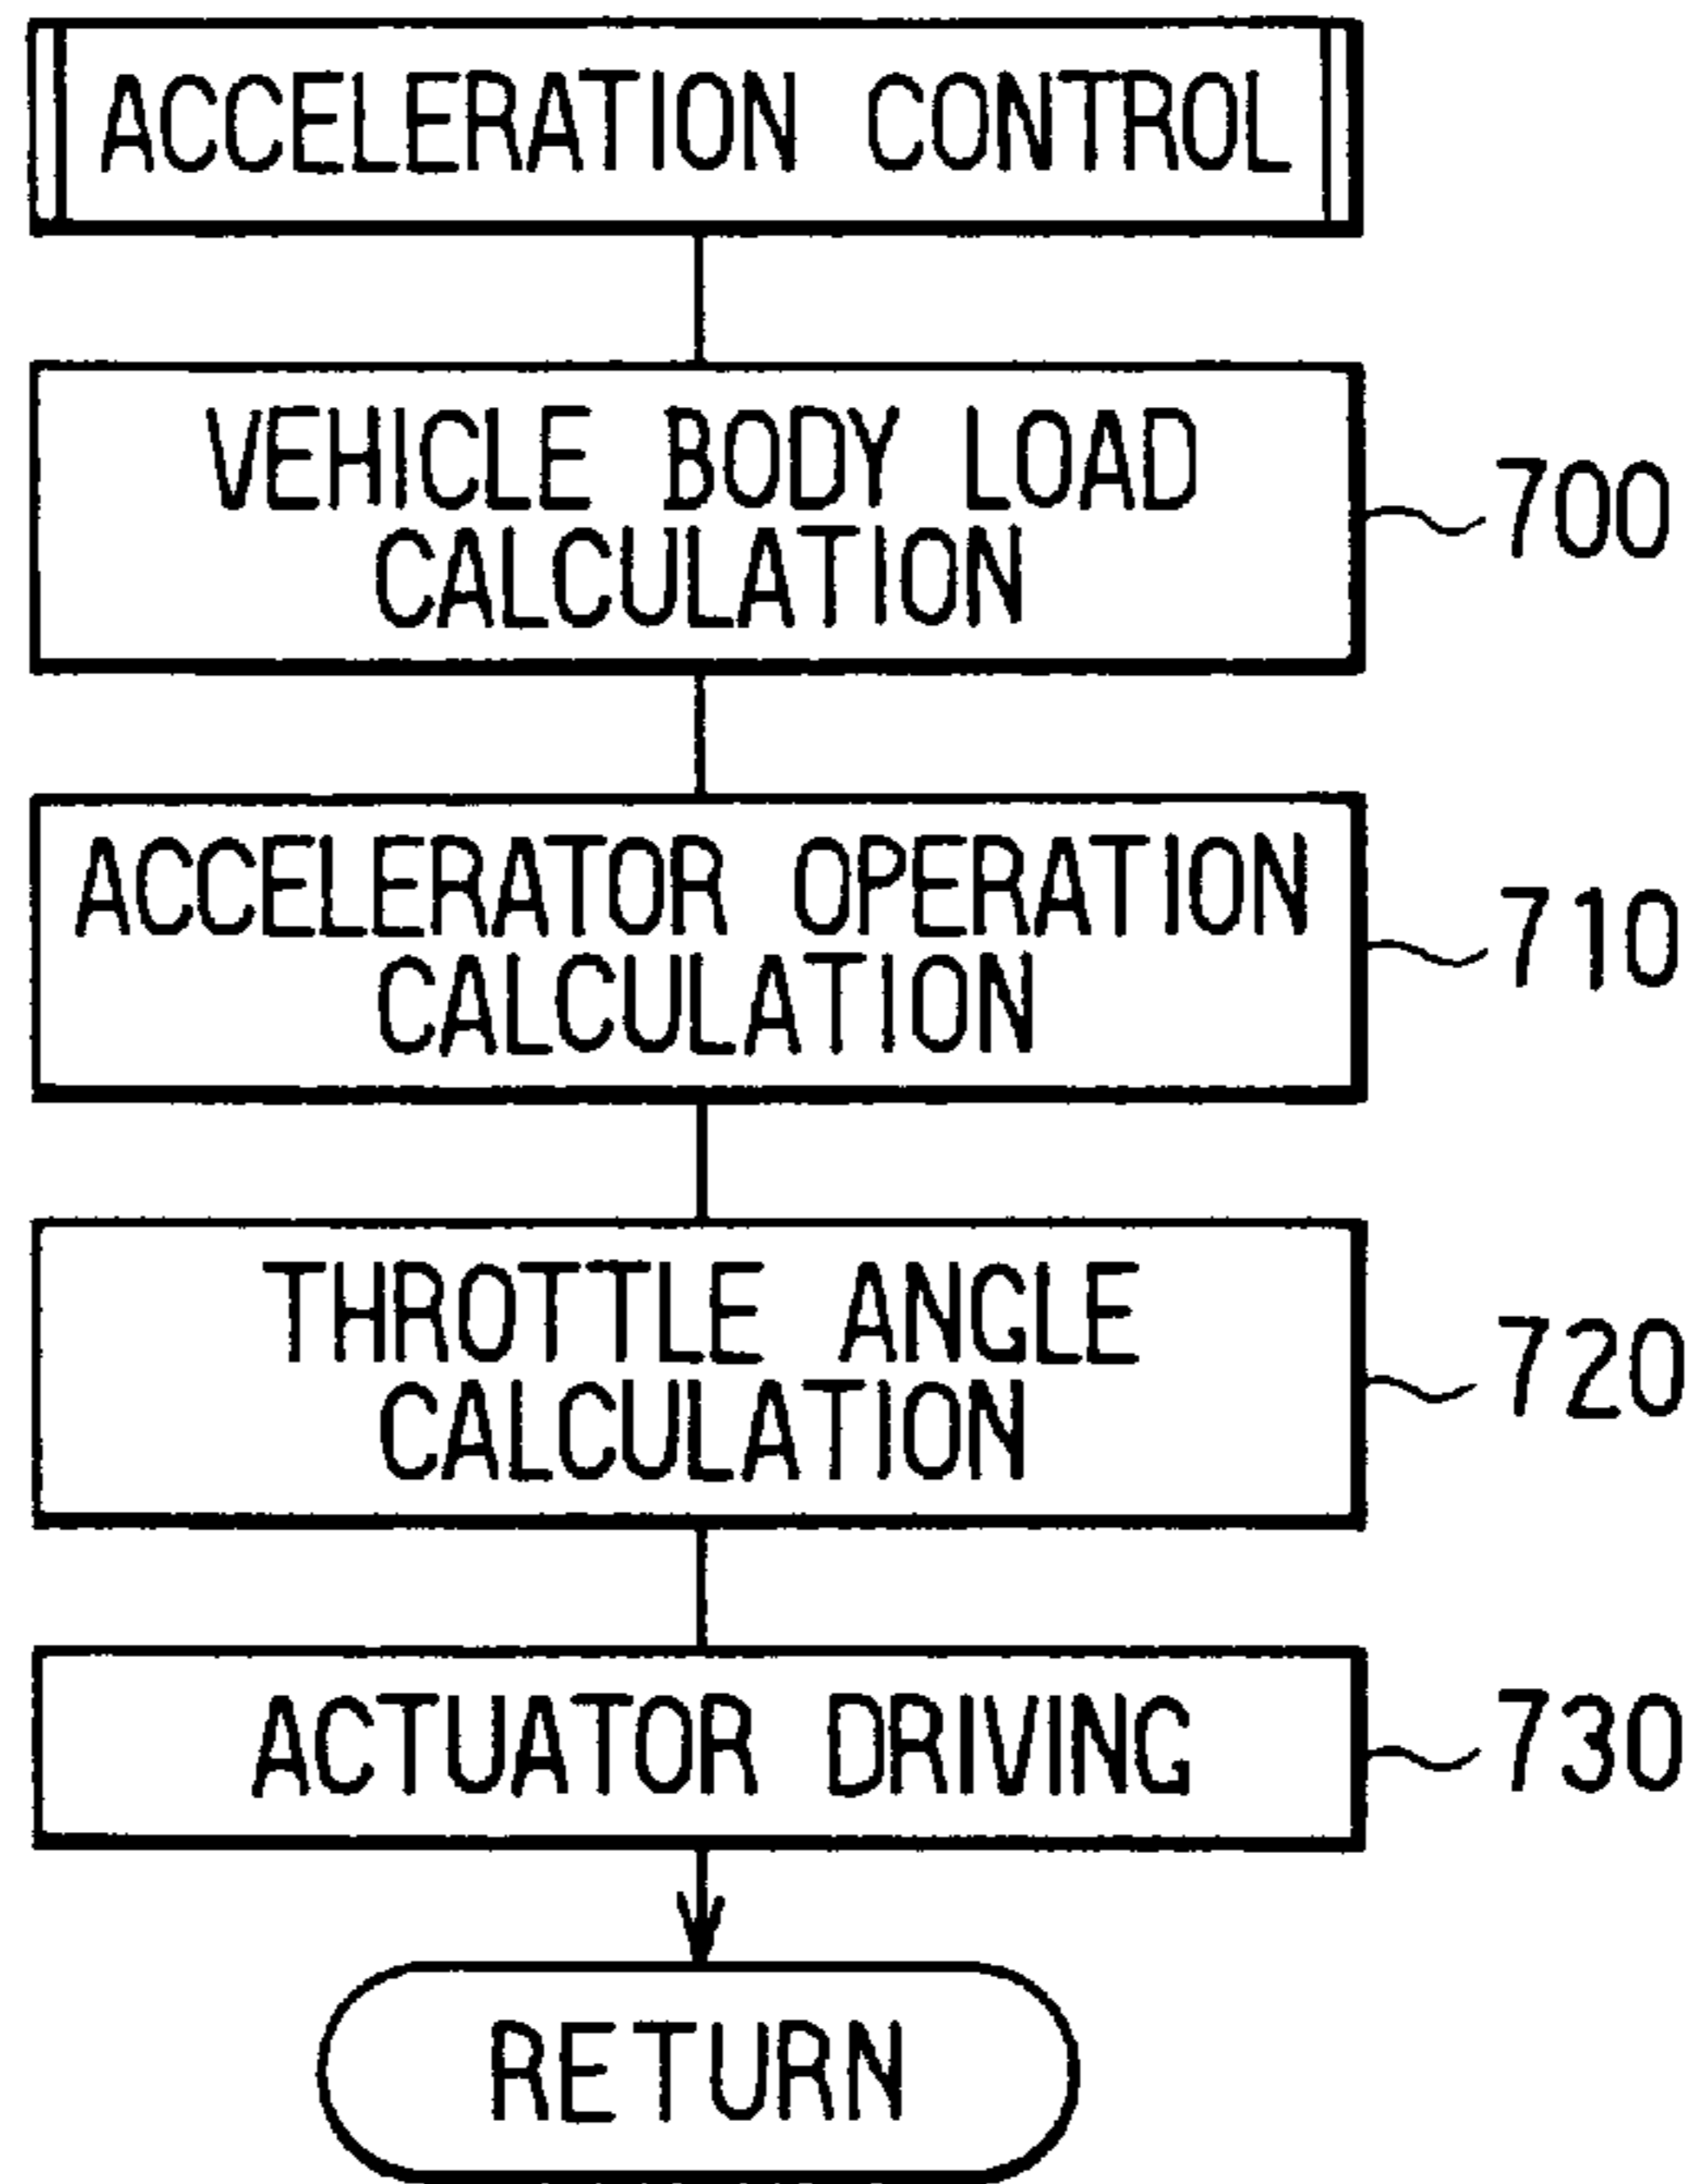 ACCELERATION CONTROL
VEHICLE BODY LOAD
CALCULATION
700
ACCELERATOR OPERATION
CALCULATION
710
THROTTLE ANGLE
CALCULATION
720
ACTUATOR DRIVING
730
RETURN